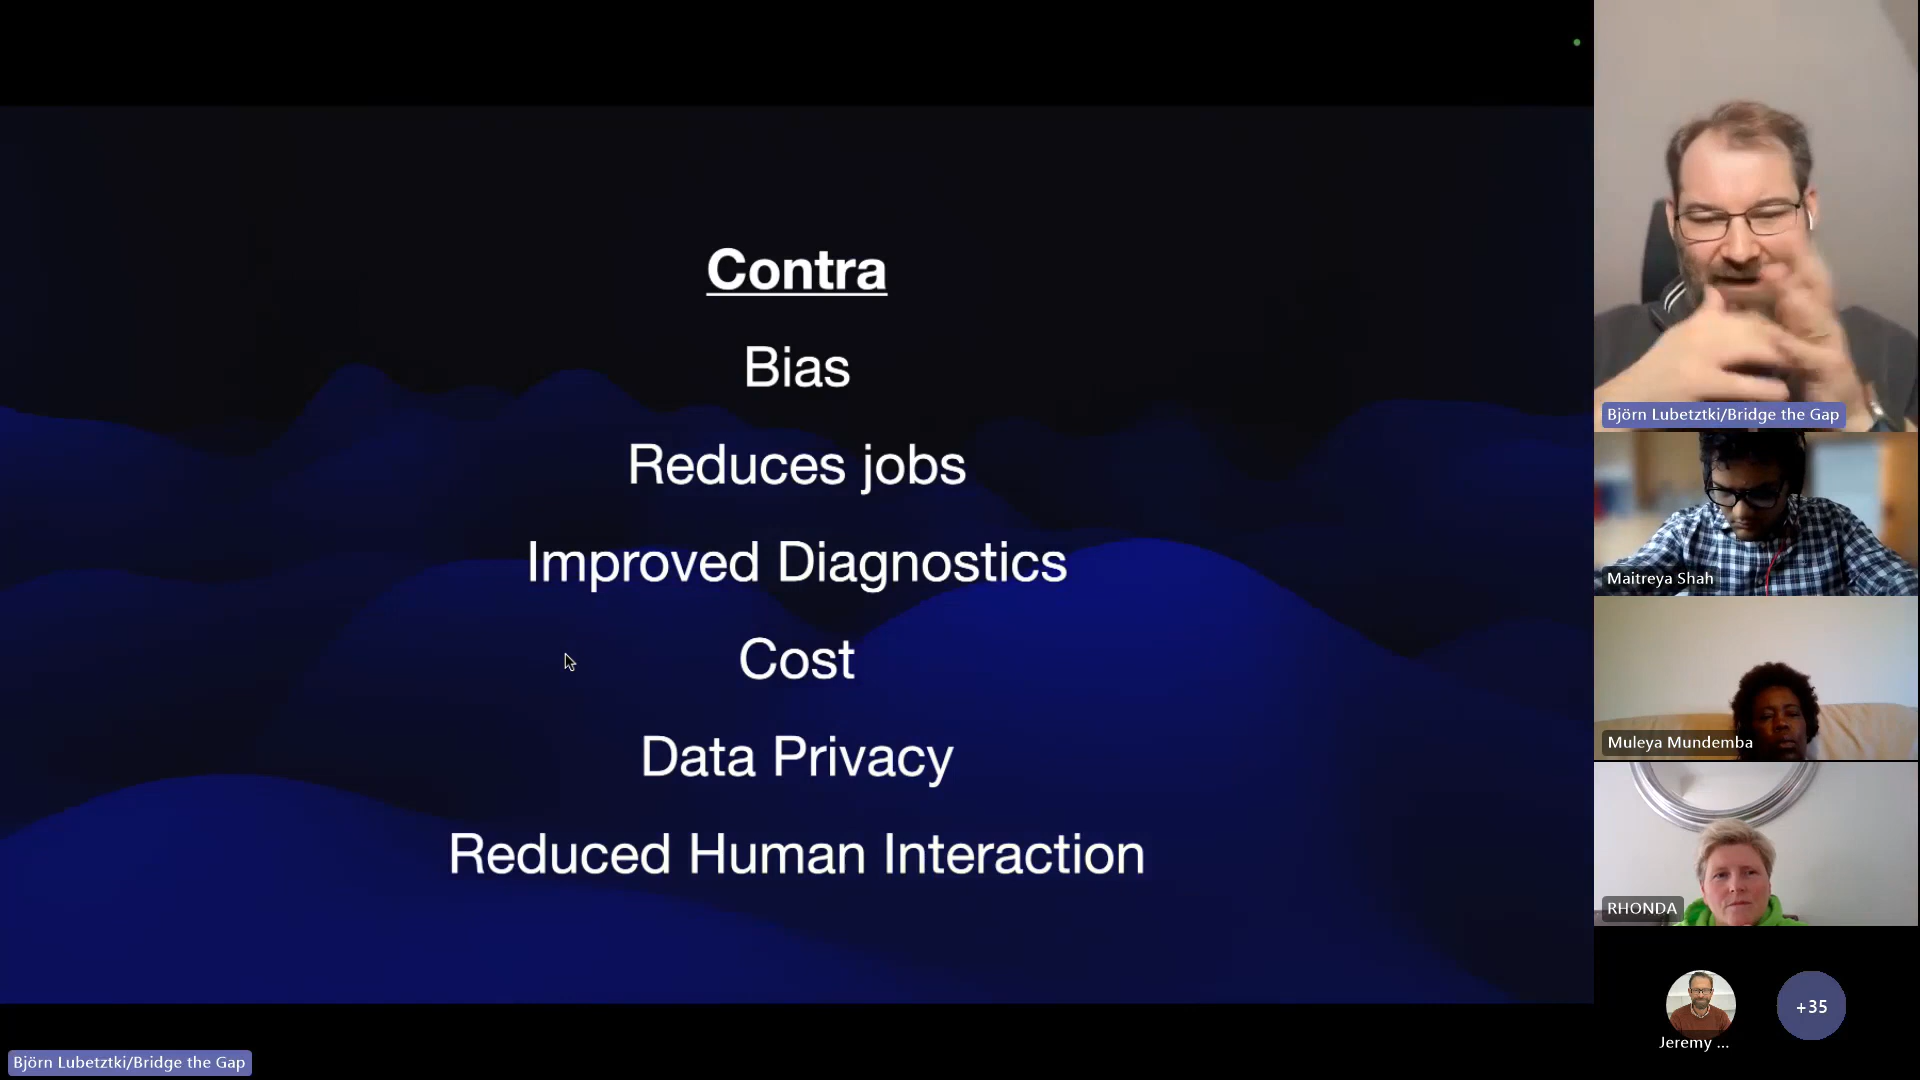 Contra
Bias
Reduces jobs
Improved Diagnostics
Cost
Data Privacy
Reduced Human Interaction
Björn Lubetztki/Bridge the Gap
Maitreya Shah
Muleya Mundemba
RHONDA
Jeremy ...
+35
Björn Lubetztki/Bridge the Gap